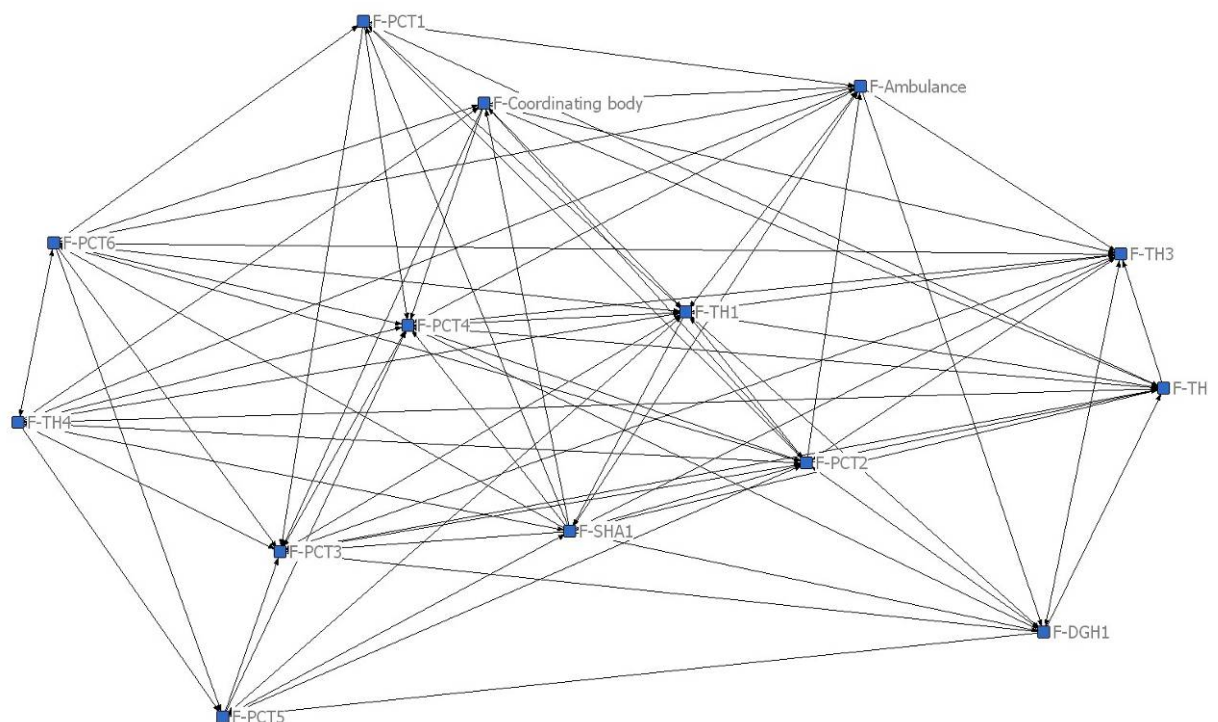 F-PCT1
F-Ambulance
F-Coordinating body
F-PCT6
F-TH3
F-TH1
F-PCT4
F-TH
F-TH4
F-PCT2
F-SHA1
F-PCT3
F-DGH1
F-PCT5